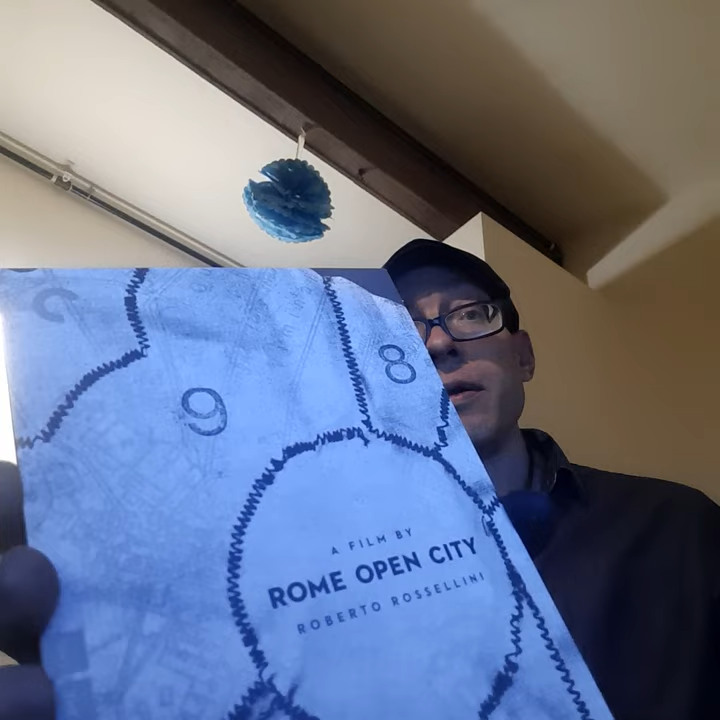 9
8
A FILM BY
ROME OPEN CITY
ROBERTO ROSSELLINI